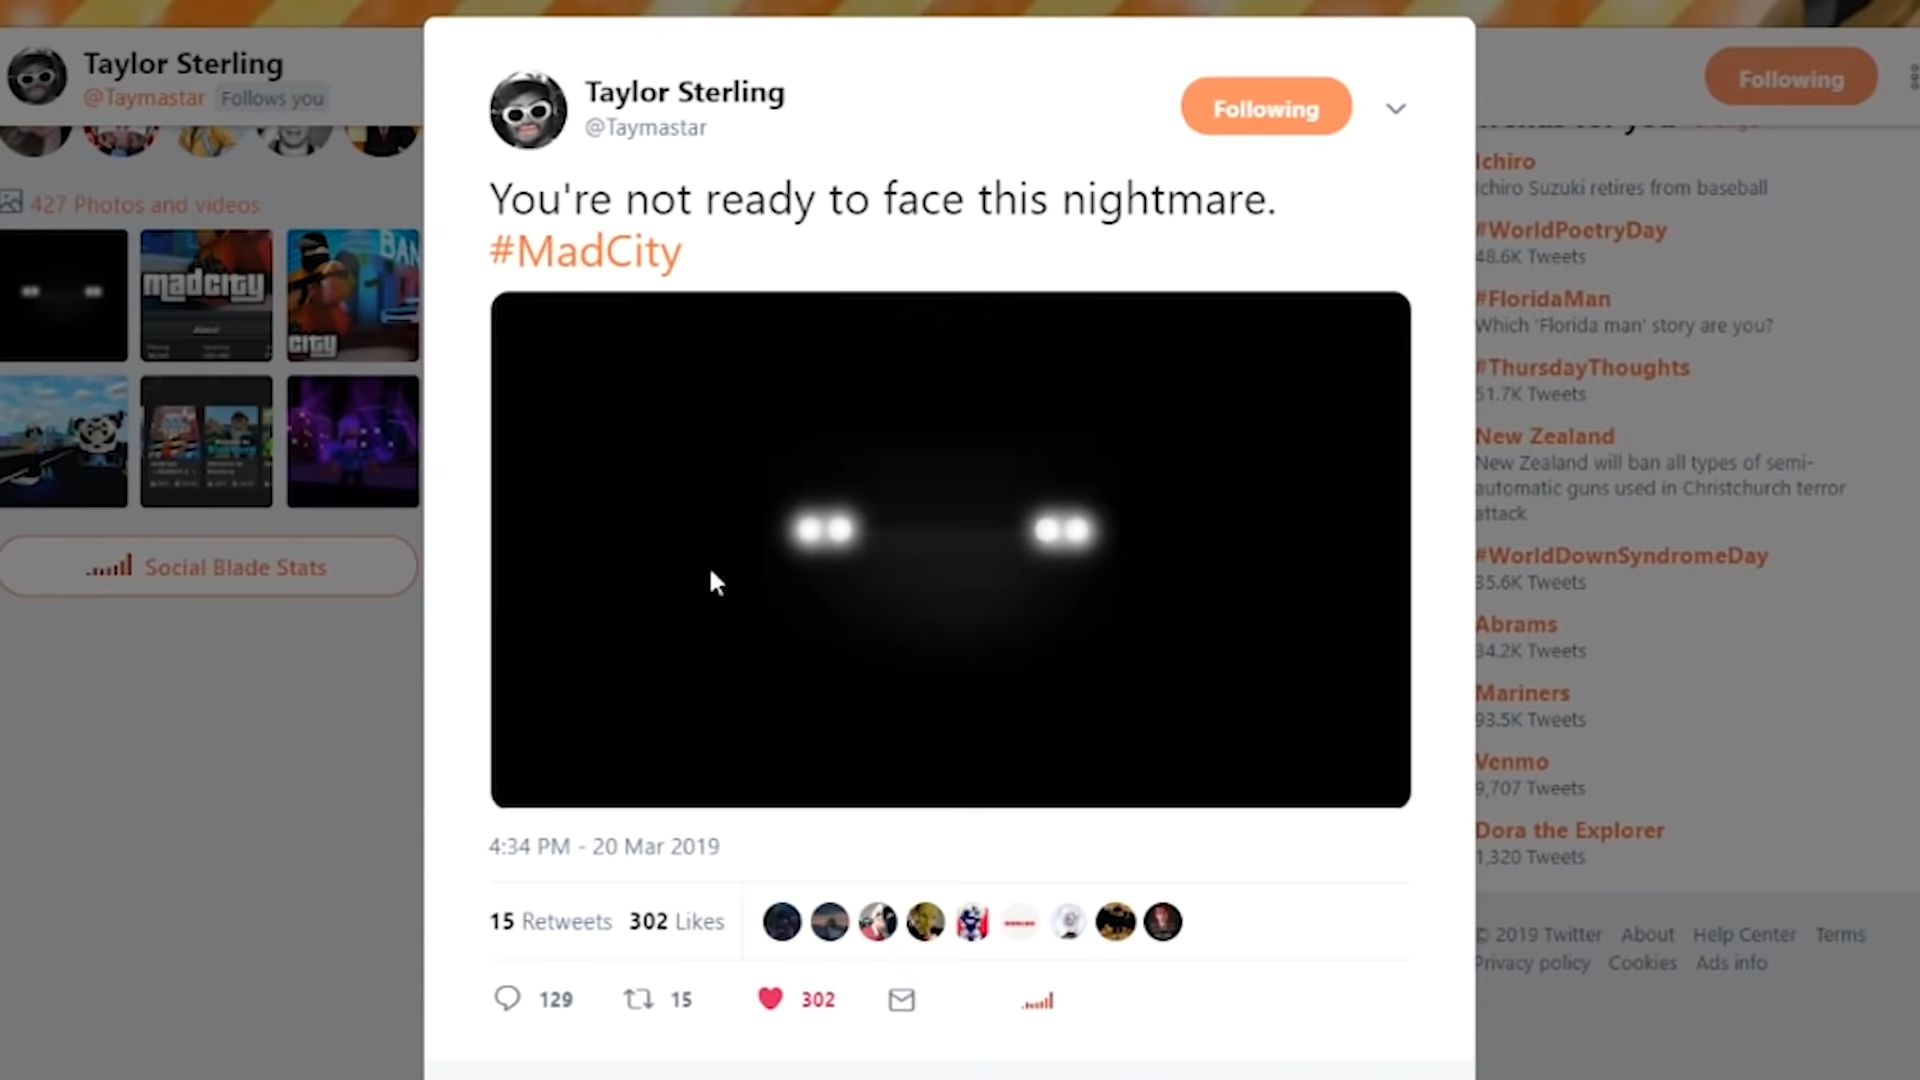 Taylor Sterling
@Taymastar Follows you
427 Photos and videos
madcity
BAN
city
Social Blade Stats
Taylor Sterling
@Taymastar
Following
You're not ready to face this nightmare.
#MadCity
4:34 PM - 20 Mar 2019
15 Retweets 302 Likes
129 15 302
Following
Ichiro
Ichiro Suzuki retires from baseball
#WorldPoetryDay
48.6K Tweets
#FloridaMan
Which 'Florida man' story are you?
#ThursdayThoughts
51.7K Tweets
New Zealand
New Zealand will ban all types of semi-
automatic guns used in Christchurch terror
attack
#WorldDownSyndromeDay
35.6K Tweets
Abrams
34.2K Tweets
Mariners
93.5K Tweets
Venmo
9,707 Tweets
Dora the Explorer
1,320 Tweets
© 2019 Twitter About Help Center Terms
Privacy policy Cookies Ads info